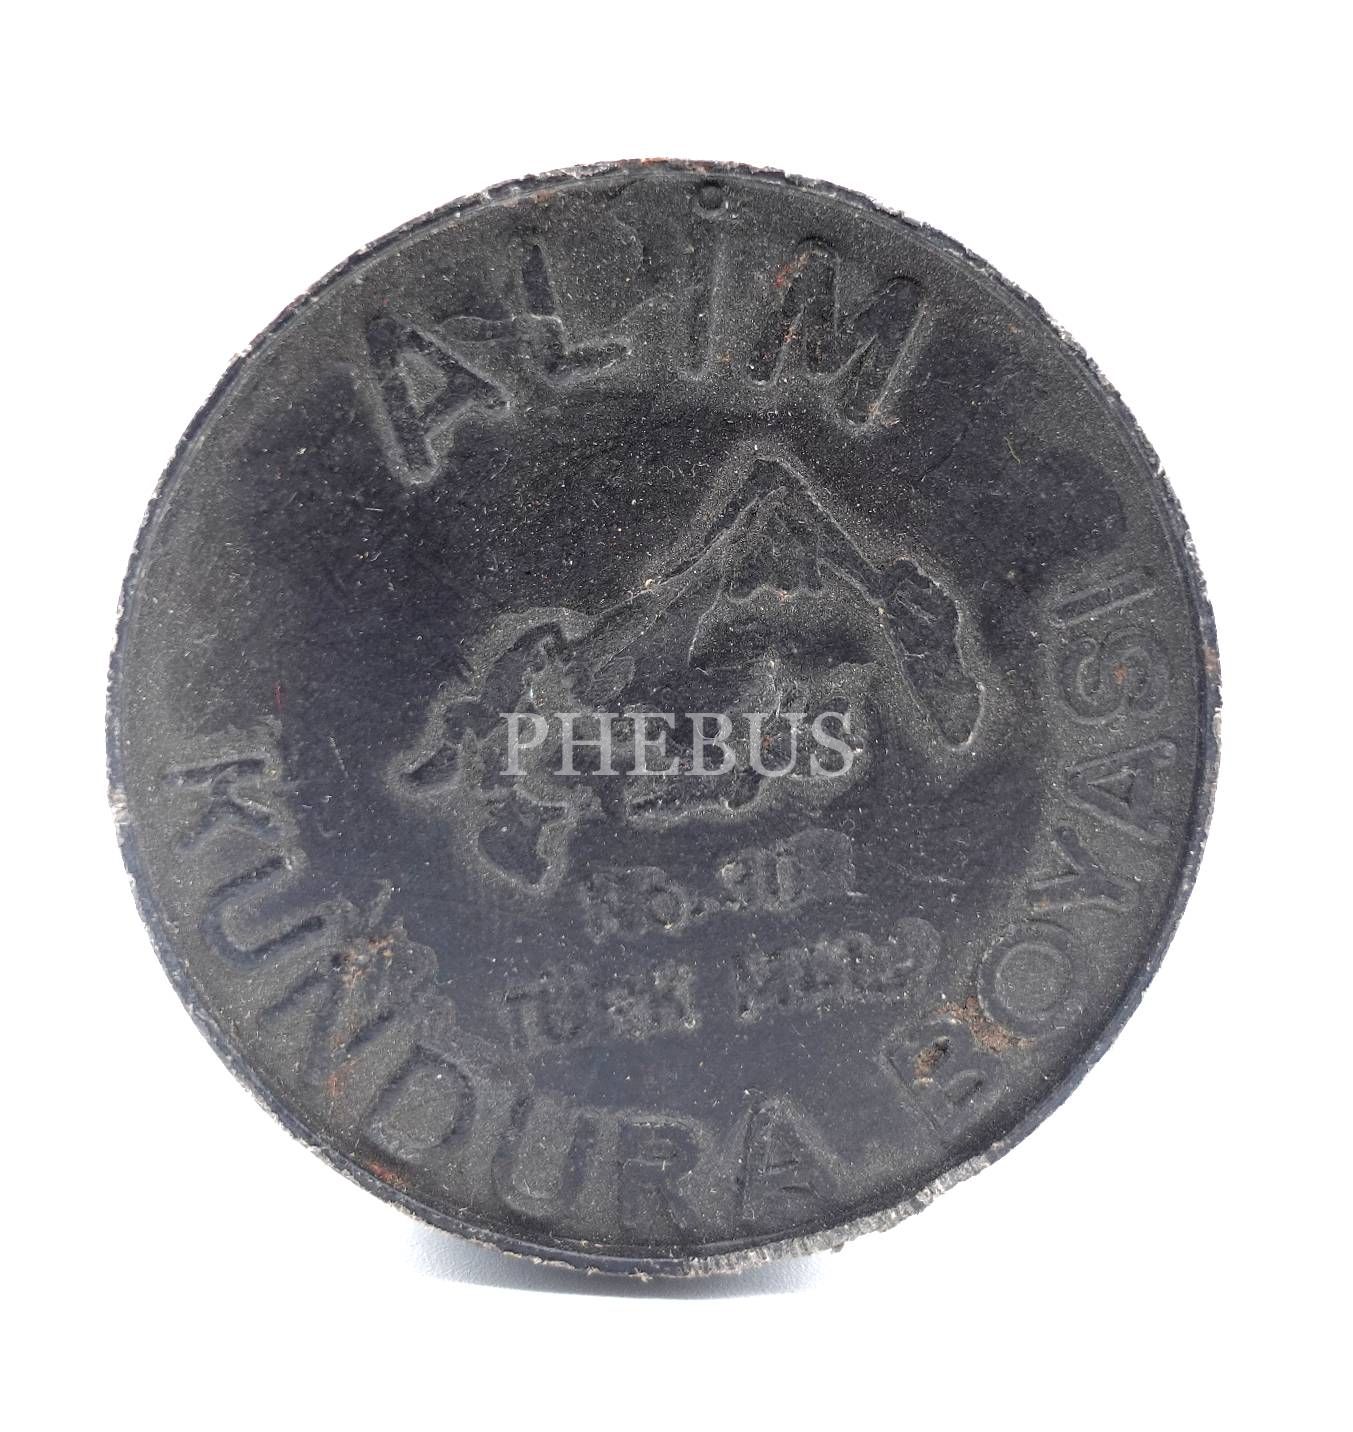 ALİM
PHEBUS
TÜRK MALI
KUNDURA BOYASI